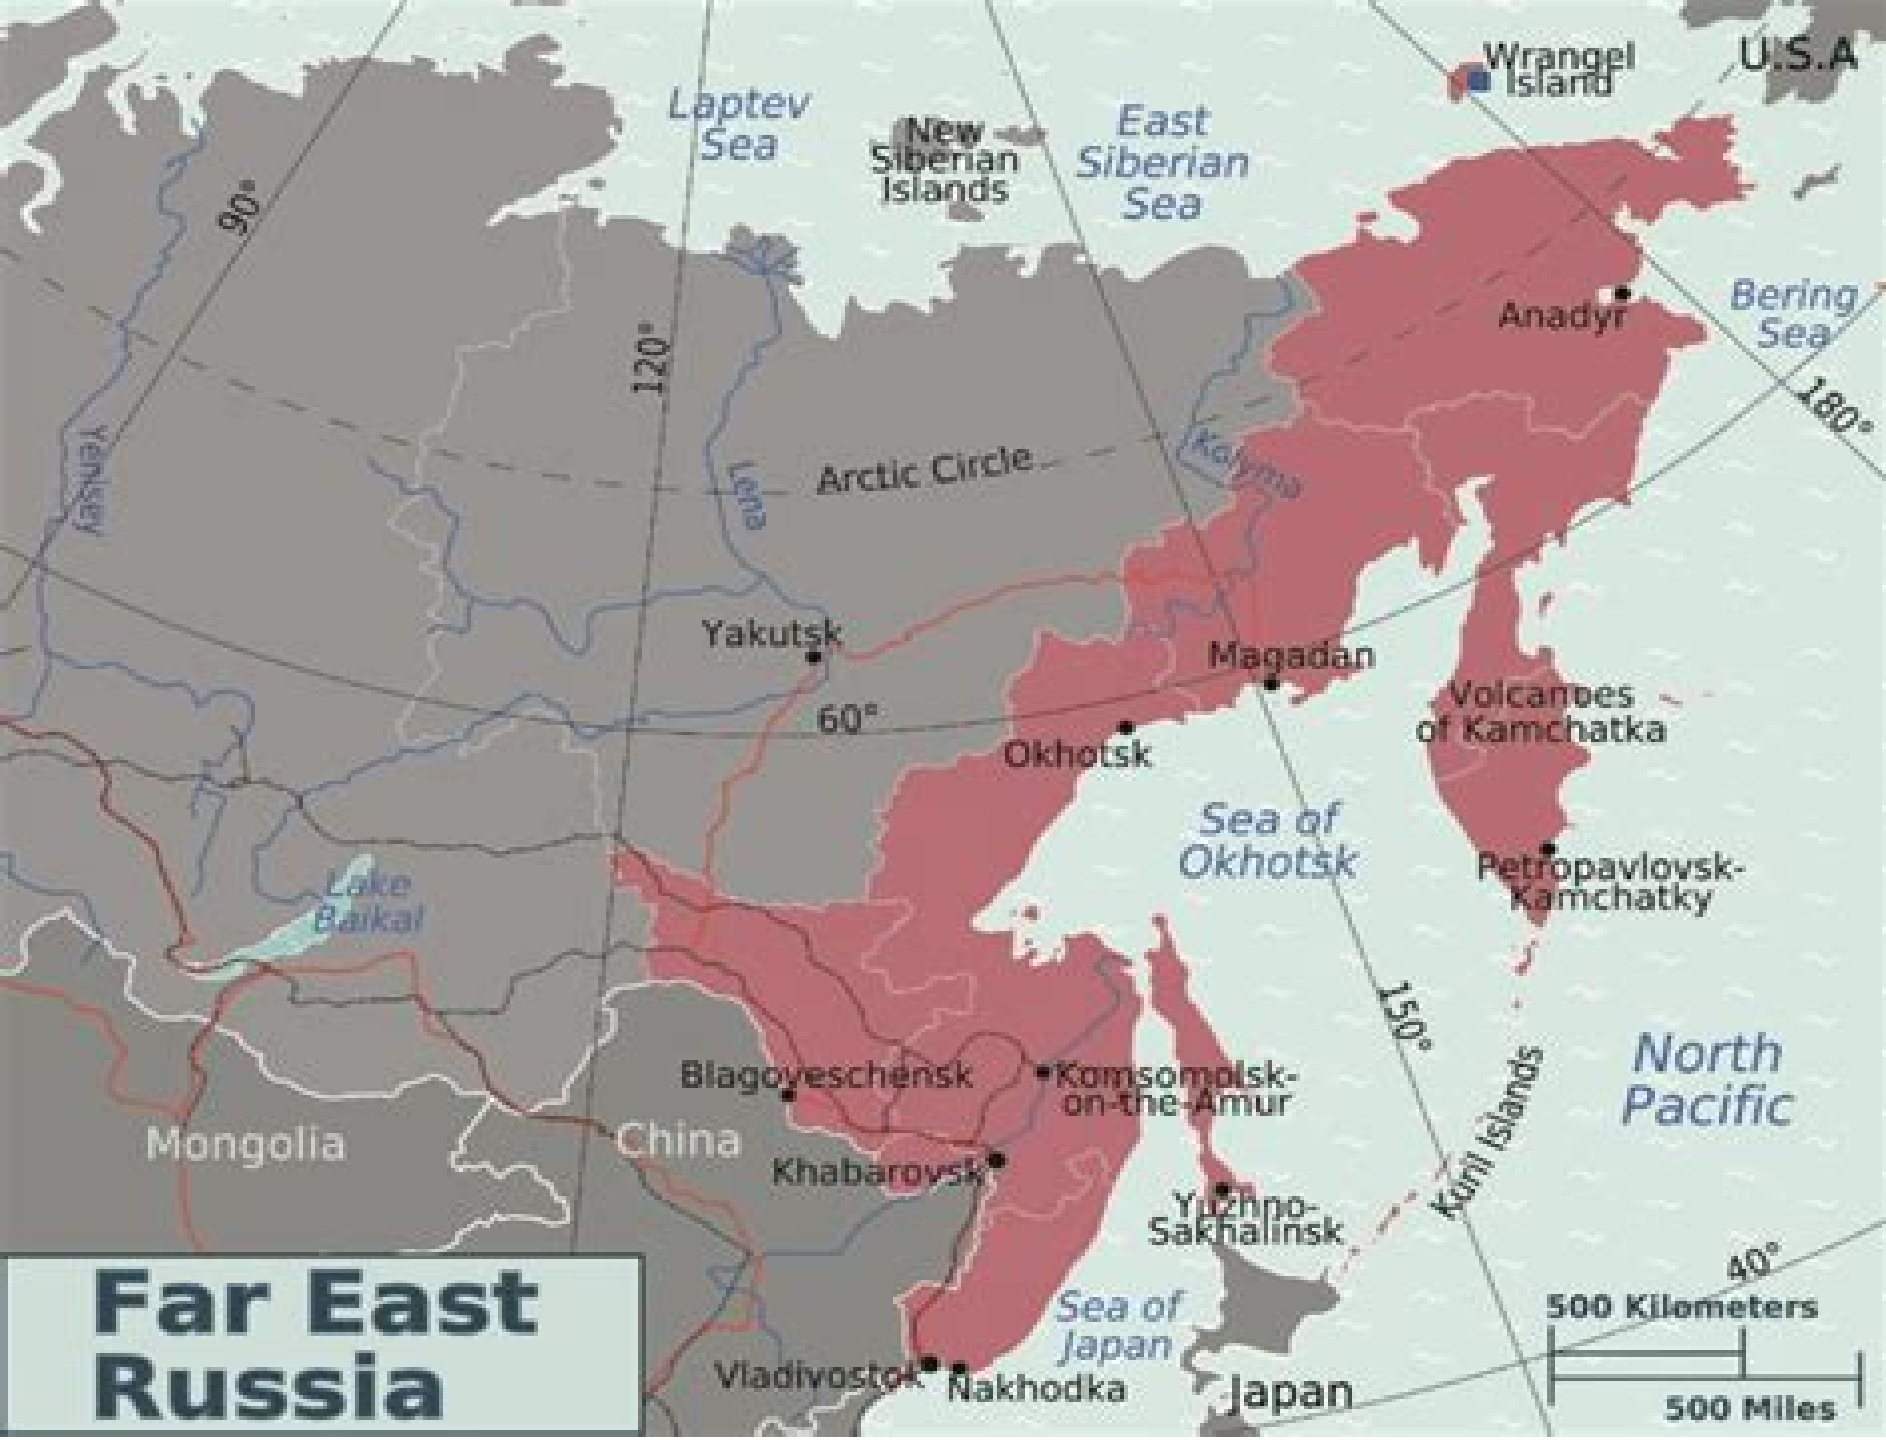 Wrangel
Island
U.S.A
Laptev
Sea
New
Siberian
Islands
East
Siberian
Sea
90°
Anadyr
Bering
Sea
120°
180°
Yenisey
Lena
Arctic Circle
Kolyma
Yakutsk
Magadan
60°
Okhotsk
Volcanoes
of Kamchatka
Sea of
Okhotsk
Petropavlovsk-
Kamchatky
Lake
Baikal
150°
North
Pacific
Blagoveschensk
Komsomolsk-
on-the-Amur
Mongolia
China
Khabarovsk
Kuril Islands
Yuzhno-
Sakhalinsk
40°
Far East
Russia
Sea of
Japan
500 Kilometers
Vladivostok
Nakhodka
Japan
500 Miles